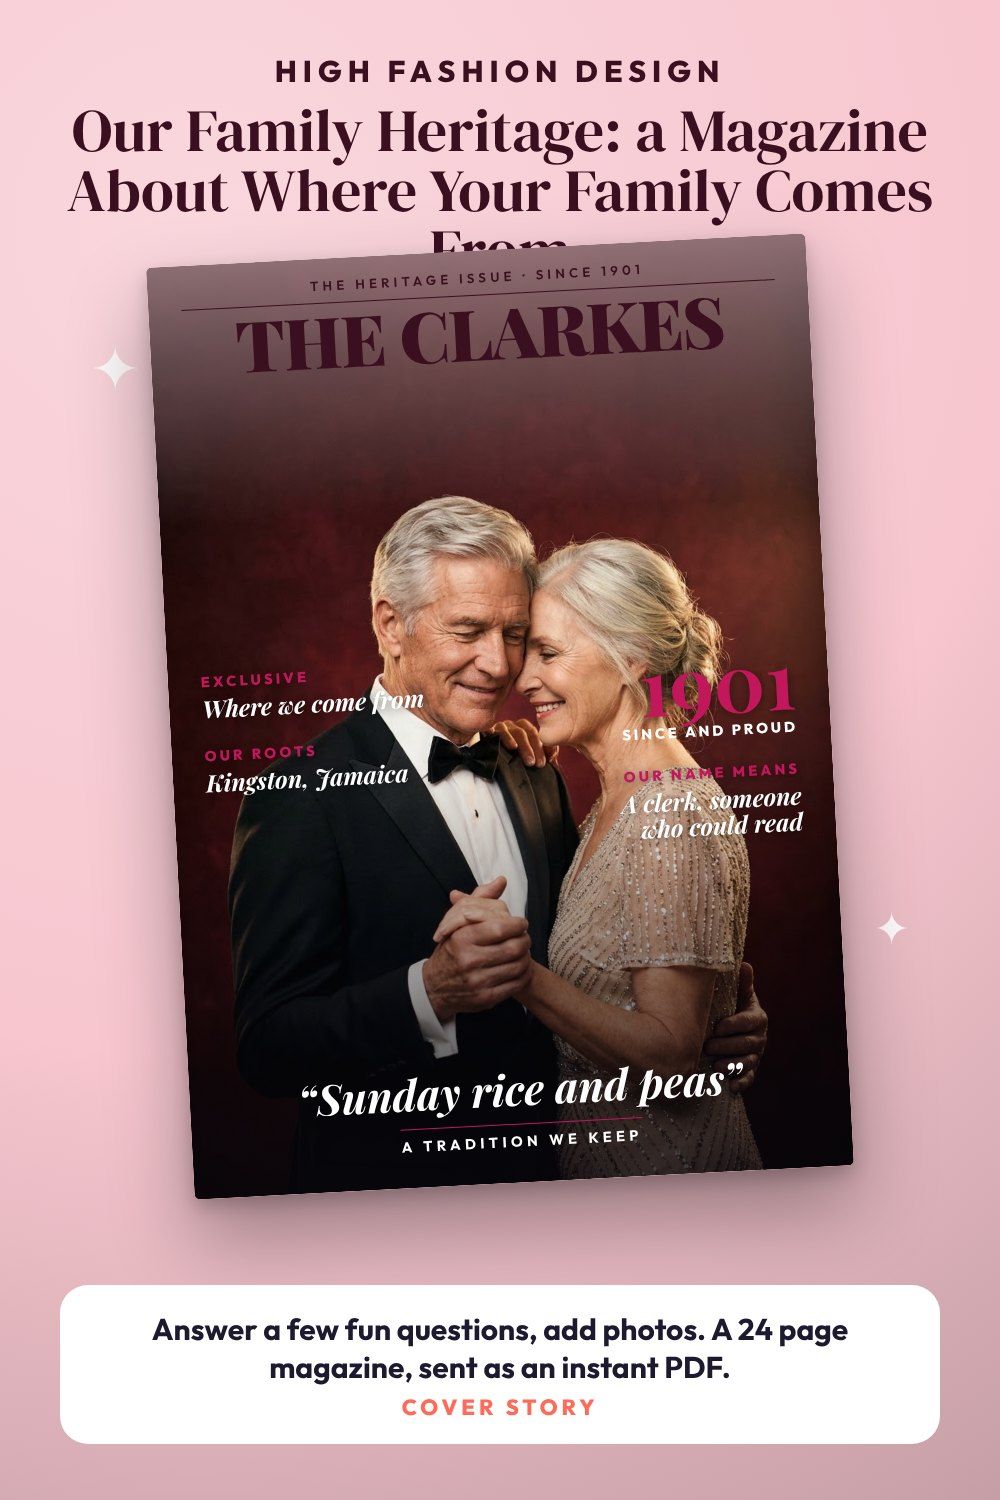 HIGH FASHION DESIGN
Our Family Heritage: a Magazine
About Where Your Family Comes
From
THE HERITAGE ISSUE · SINCE 1901
THE CLARKES
EXCLUSIVE
Where we come from
OUR ROOTS
Kingston, Jamaica
1901
SINCE AND PROUD
OUR NAME MEANS
A clerk, someone
who could read
“Sunday rice and peas”
A TRADITION WE KEEP
Answer a few fun questions, add photos. A 24 page
magazine, sent as an instant PDF.
COVER STORY